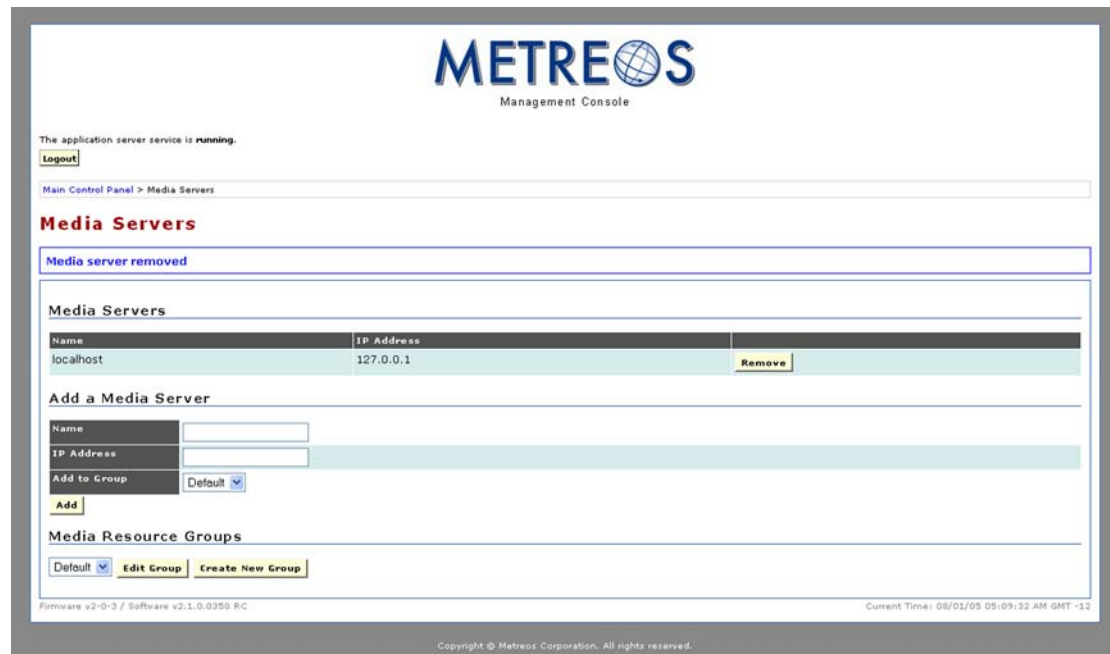 METREOS
Management Console
The application server service is running.
Logout
Main Control Panel > Media Servers
Media Servers
Media server removed
Media Servers
Name IP Address
localhost 127.0.0.1 Remove
Add a Media Server
Name
IP Address
Add to Group Default
Add
Media Resource Groups
Default Edit Group Create New Group
Firmware v2-0-3 / Software v2.1.0.0350 RC Current Time: 08/01/05 05:09:32 AM GMT -12
Copyright © Metreos Corporation. All rights reserved.